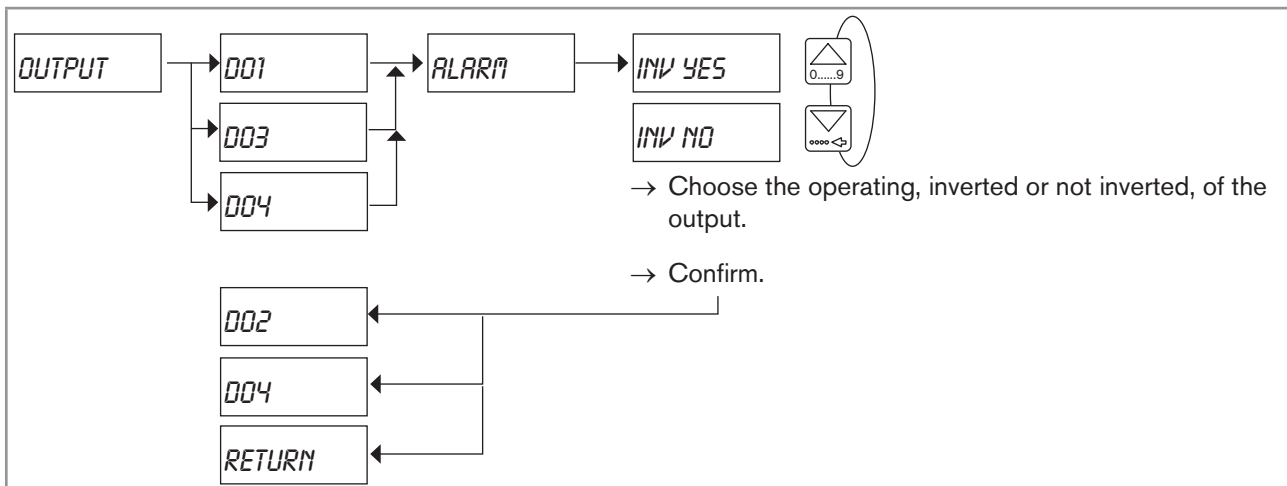 OUTPUT
DO1
ALARM
INV YES
0......9
DO3
INV NO
DO4
→ Choose the operating, inverted or not inverted, of the
output.
→ Confirm.
DO2
DO4
RETURN